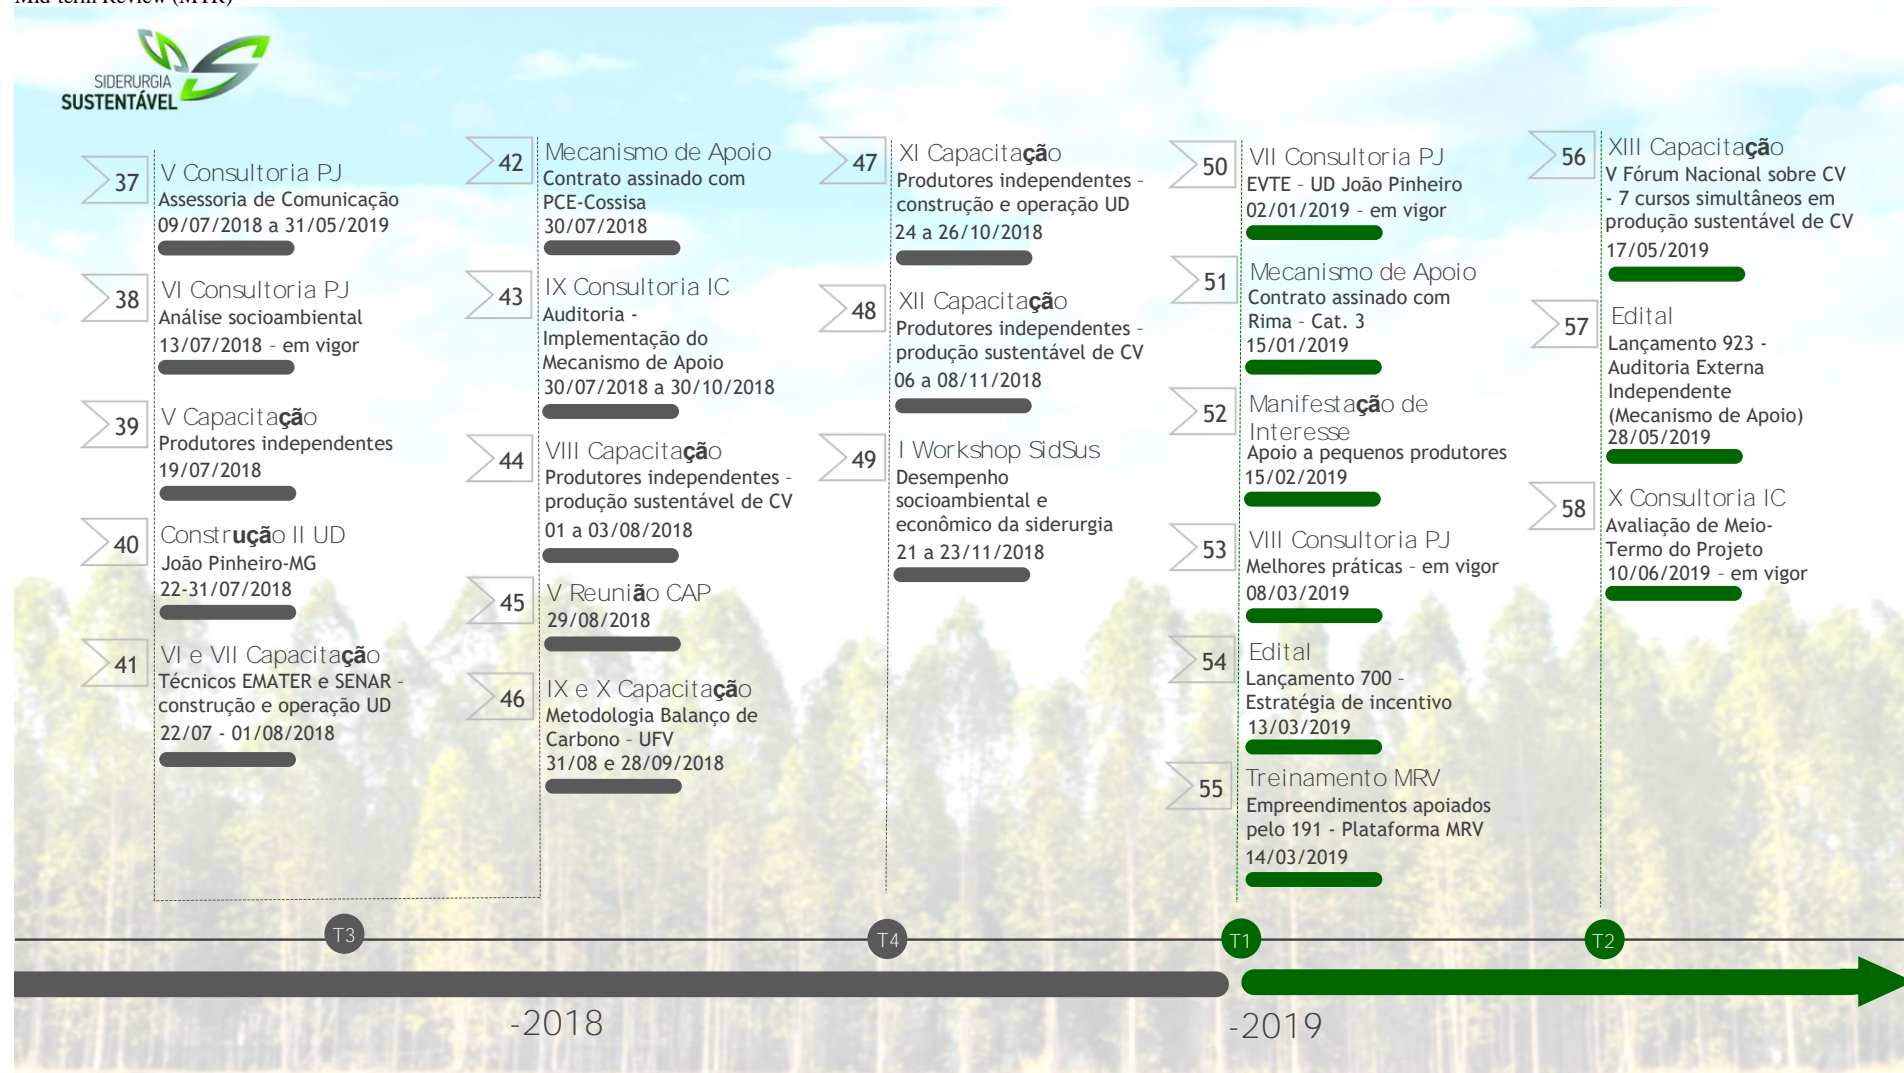 Mid-term Review (MTR)
SIDERURGIA
SUSTENTÁVEL
37
V Consultoria PJ
Assessoria de Comunicação
09/07/2018 a 31/05/2019
38
VI Consultoria PJ
Análise socioambiental
13/07/2018 – em vigor
39
V Capacitação
Produtores independentes
19/07/2018
40
Construção II UD
João Pinheiro-MG
22-31/07/2018
41
VI e VII Capacitação
Técnicos EMATER e SENAR –
construção e operação UD
22/07 - 01/08/2018
42
Mecanismo de Apoio
Contrato assinado com
PCE-Cossisa
30/07/2018
43
IX Consultoria IC
Auditoria -
Implementação do
Mecanismo de Apoio
30/07/2018 a 30/10/2018
44
VIII Capacitação
Produtores independentes –
produção sustentável de CV
01 a 03/08/2018
45
V Reunião CAP
29/08/2018
46
IX e X Capacitação
Metodologia Balanço de
Carbono – UFV
31/08 e 28/09/2018
47
XI Capacitação
Produtores independentes –
construção e operação UD
24 a 26/10/2018
48
XII Capacitação
Produtores independentes –
produção sustentável de CV
06 a 08/11/2018
49
I Workshop SidSus
Desempenho
socioambiental e
econômico da siderurgia
21 a 23/11/2018
50
VII Consultoria PJ
EVTE – UD João Pinheiro
02/01/2019 – em vigor
51
Mecanismo de Apoio
Contrato assinado com
Rima – Cat. 3
15/01/2019
52
Manifestação de
Interesse
Apoio a pequenos produtores
15/02/2019
53
VIII Consultoria PJ
Melhores práticas – em vigor
08/03/2019
54
Edital
Lançamento 700 –
Estratégia de incentivo
13/03/2019
55
Treinamento MRV
Empreendimentos apoiados
pelo 191 - Plataforma MRV
14/03/2019
56
XIII Capacitação
V Fórum Nacional sobre CV
- 7 cursos simultâneos em
produção sustentável de CV
17/05/2019
57
Edital
Lançamento 923 -
Auditoria Externa
Independente
(Mecanismo de Apoio)
28/05/2019
58
X Consultoria IC
Avaliação de Meio-
Termo do Projeto
10/06/2019 – em vigor
T3
T4
T1
T2
-2018
-2019